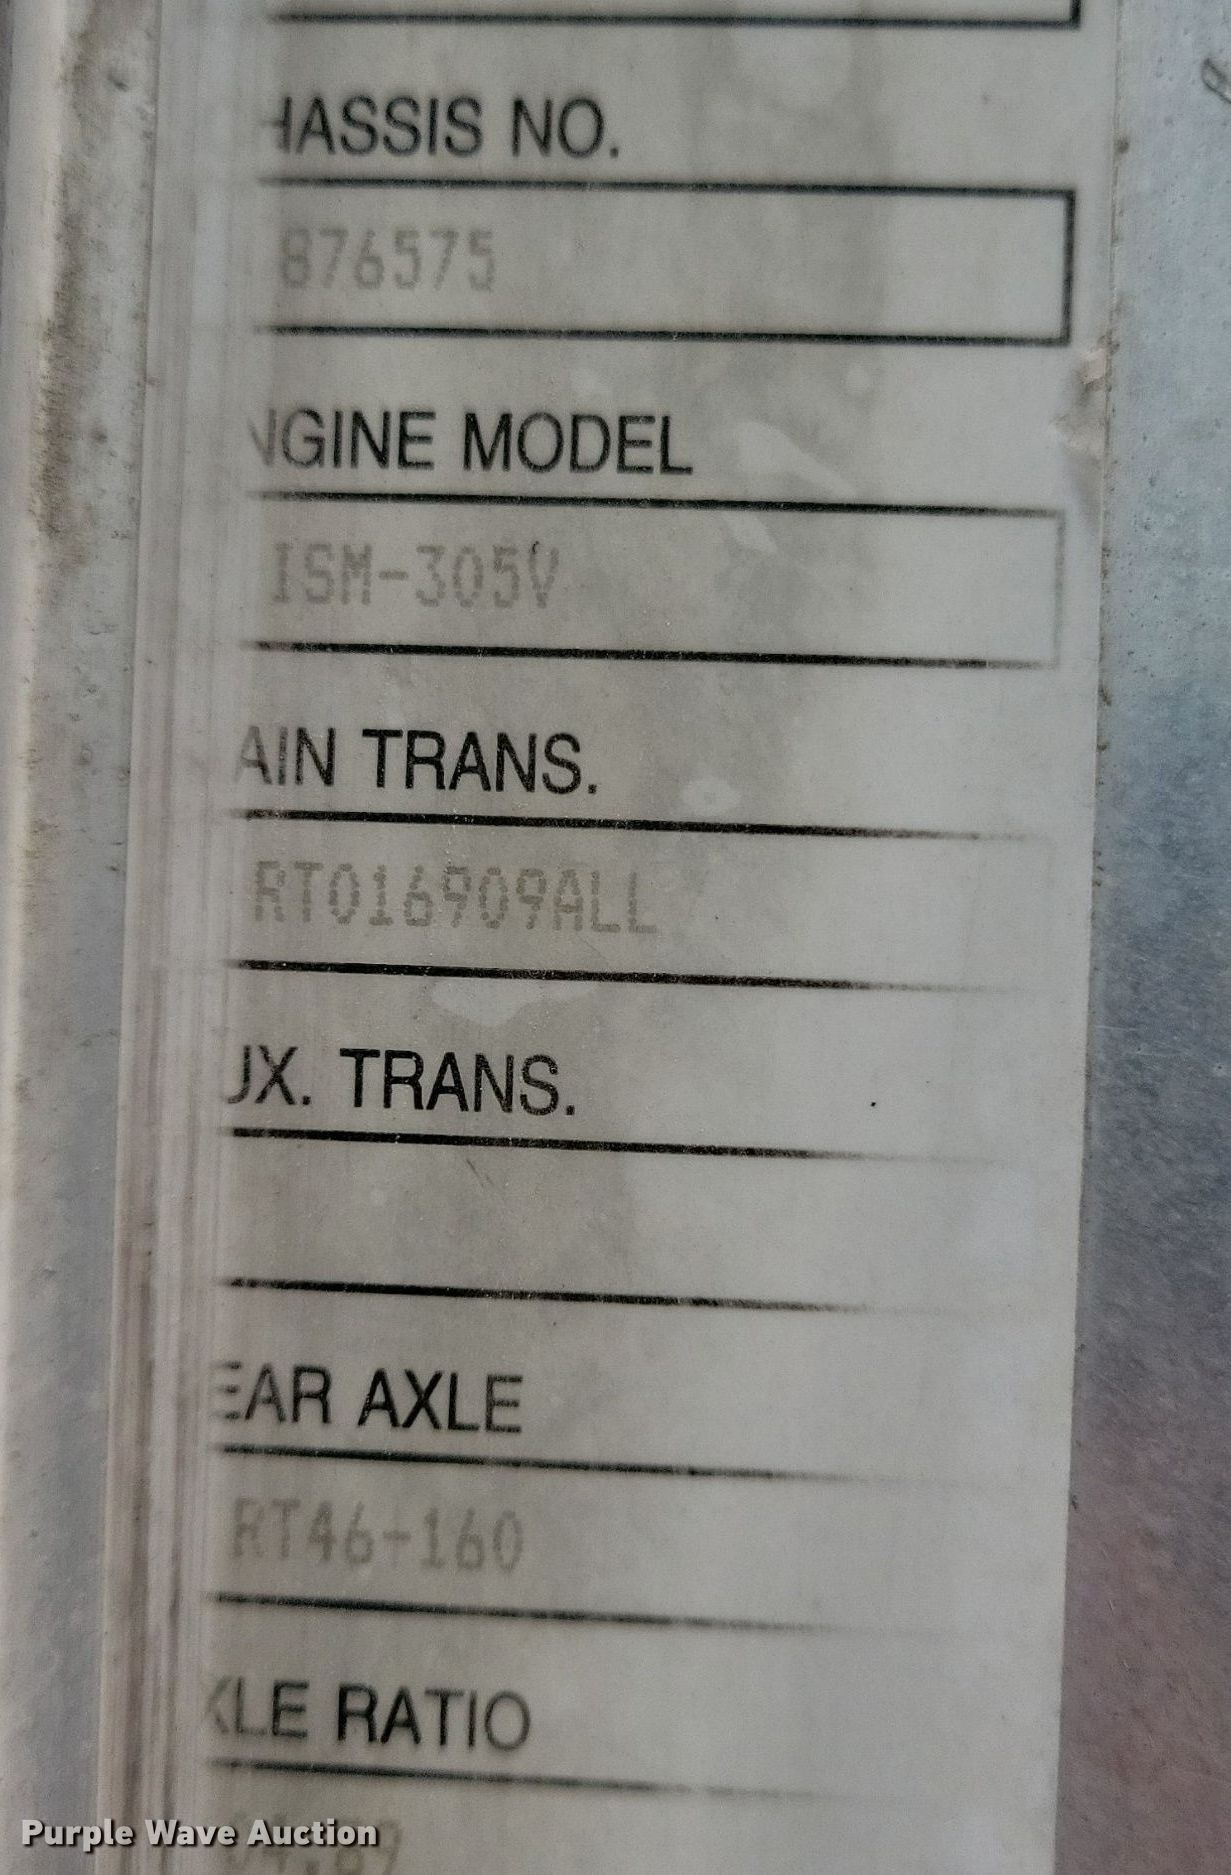 HASSIS NO.
876575
NGINE MODEL
ISM-305V
AIN TRANS.
RTO16909ALL
UX. TRANS.
EAR AXLE
RT46-160
XLE RATIO
Purple Wave Auction